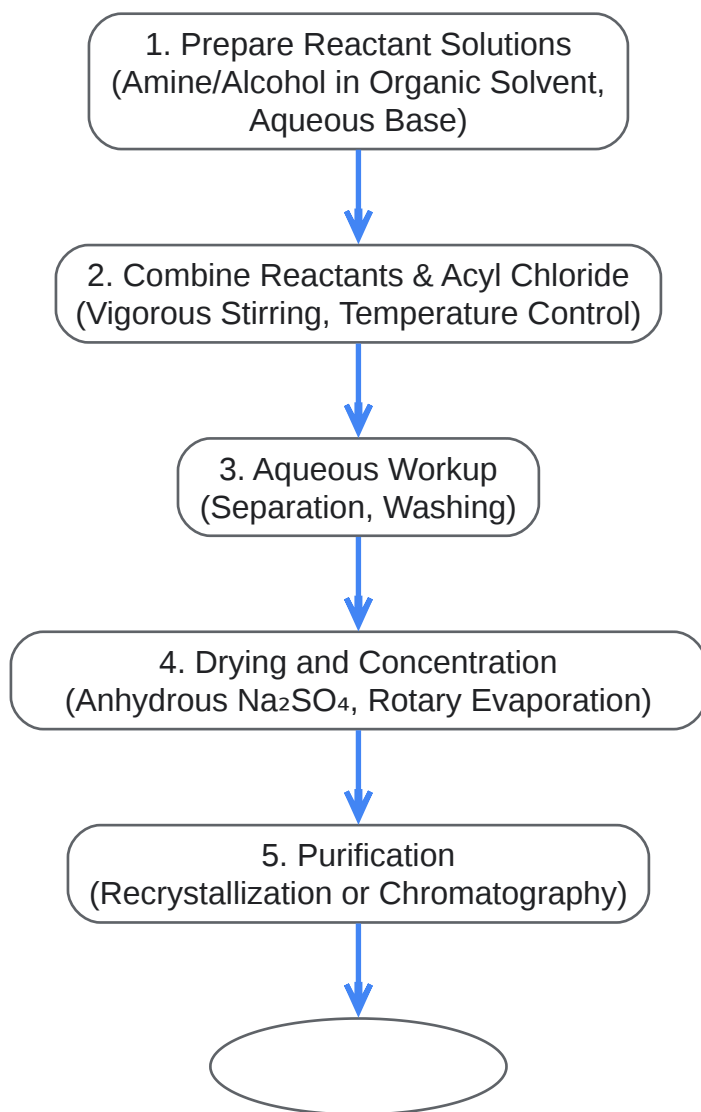 1. Prepare Reactant Solutions
(Amine/Alcohol in Organic Solvent,
Aqueous Base)
2. Combine Reactants & Acyl Chloride
(Vigorous Stirring, Temperature Control)
3. Aqueous Workup
(Separation, Washing)
4. Drying and Concentration
(Anhydrous Na₂SO₄, Rotary Evaporation)
5. Purification
(Recrystallization or Chromatography)